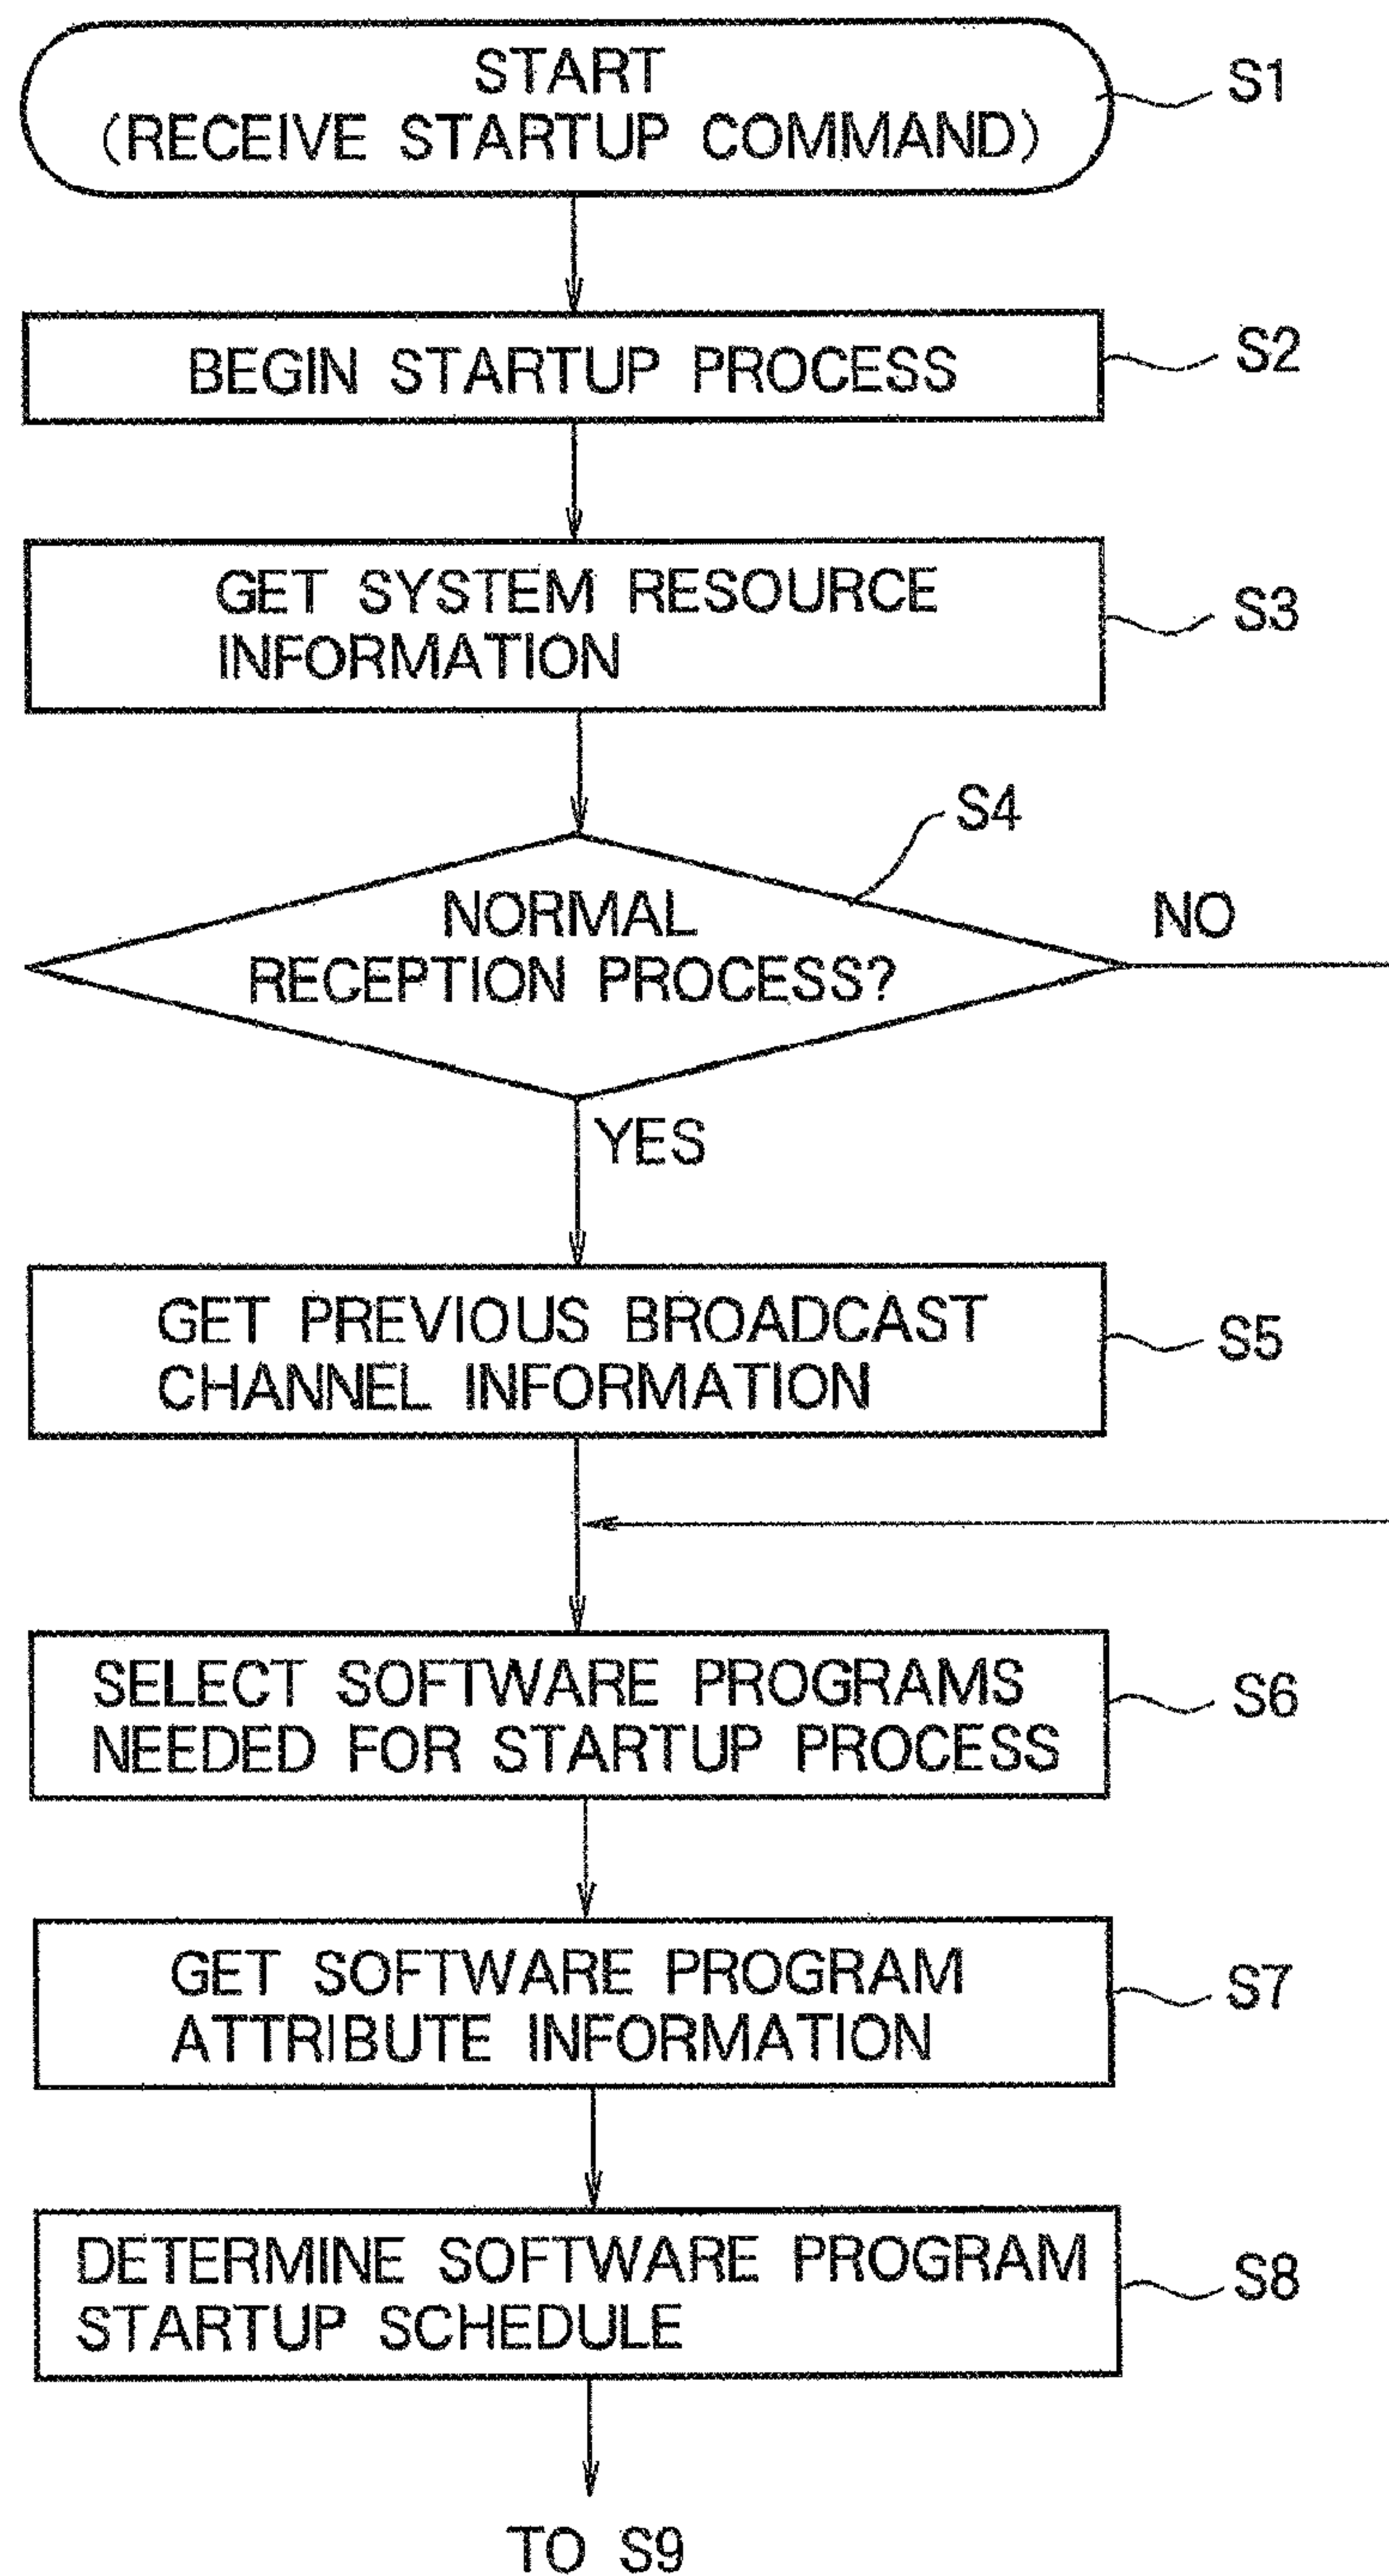 START
(RECEIVE STARTUP COMMAND)
S1
BEGIN STARTUP PROCESS
S2
GET SYSTEM RESOURCE
INFORMATION
S3
S4
NORMAL
RECEPTION PROCESS?
NO
YES
GET PREVIOUS BROADCAST
CHANNEL INFORMATION
S5
SELECT SOFTWARE PROGRAMS
NEEDED FOR STARTUP PROCESS
S6
GET SOFTWARE PROGRAM
ATTRIBUTE INFORMATION
S7
DETERMINE SOFTWARE PROGRAM
STARTUP SCHEDULE
S8
TO S9